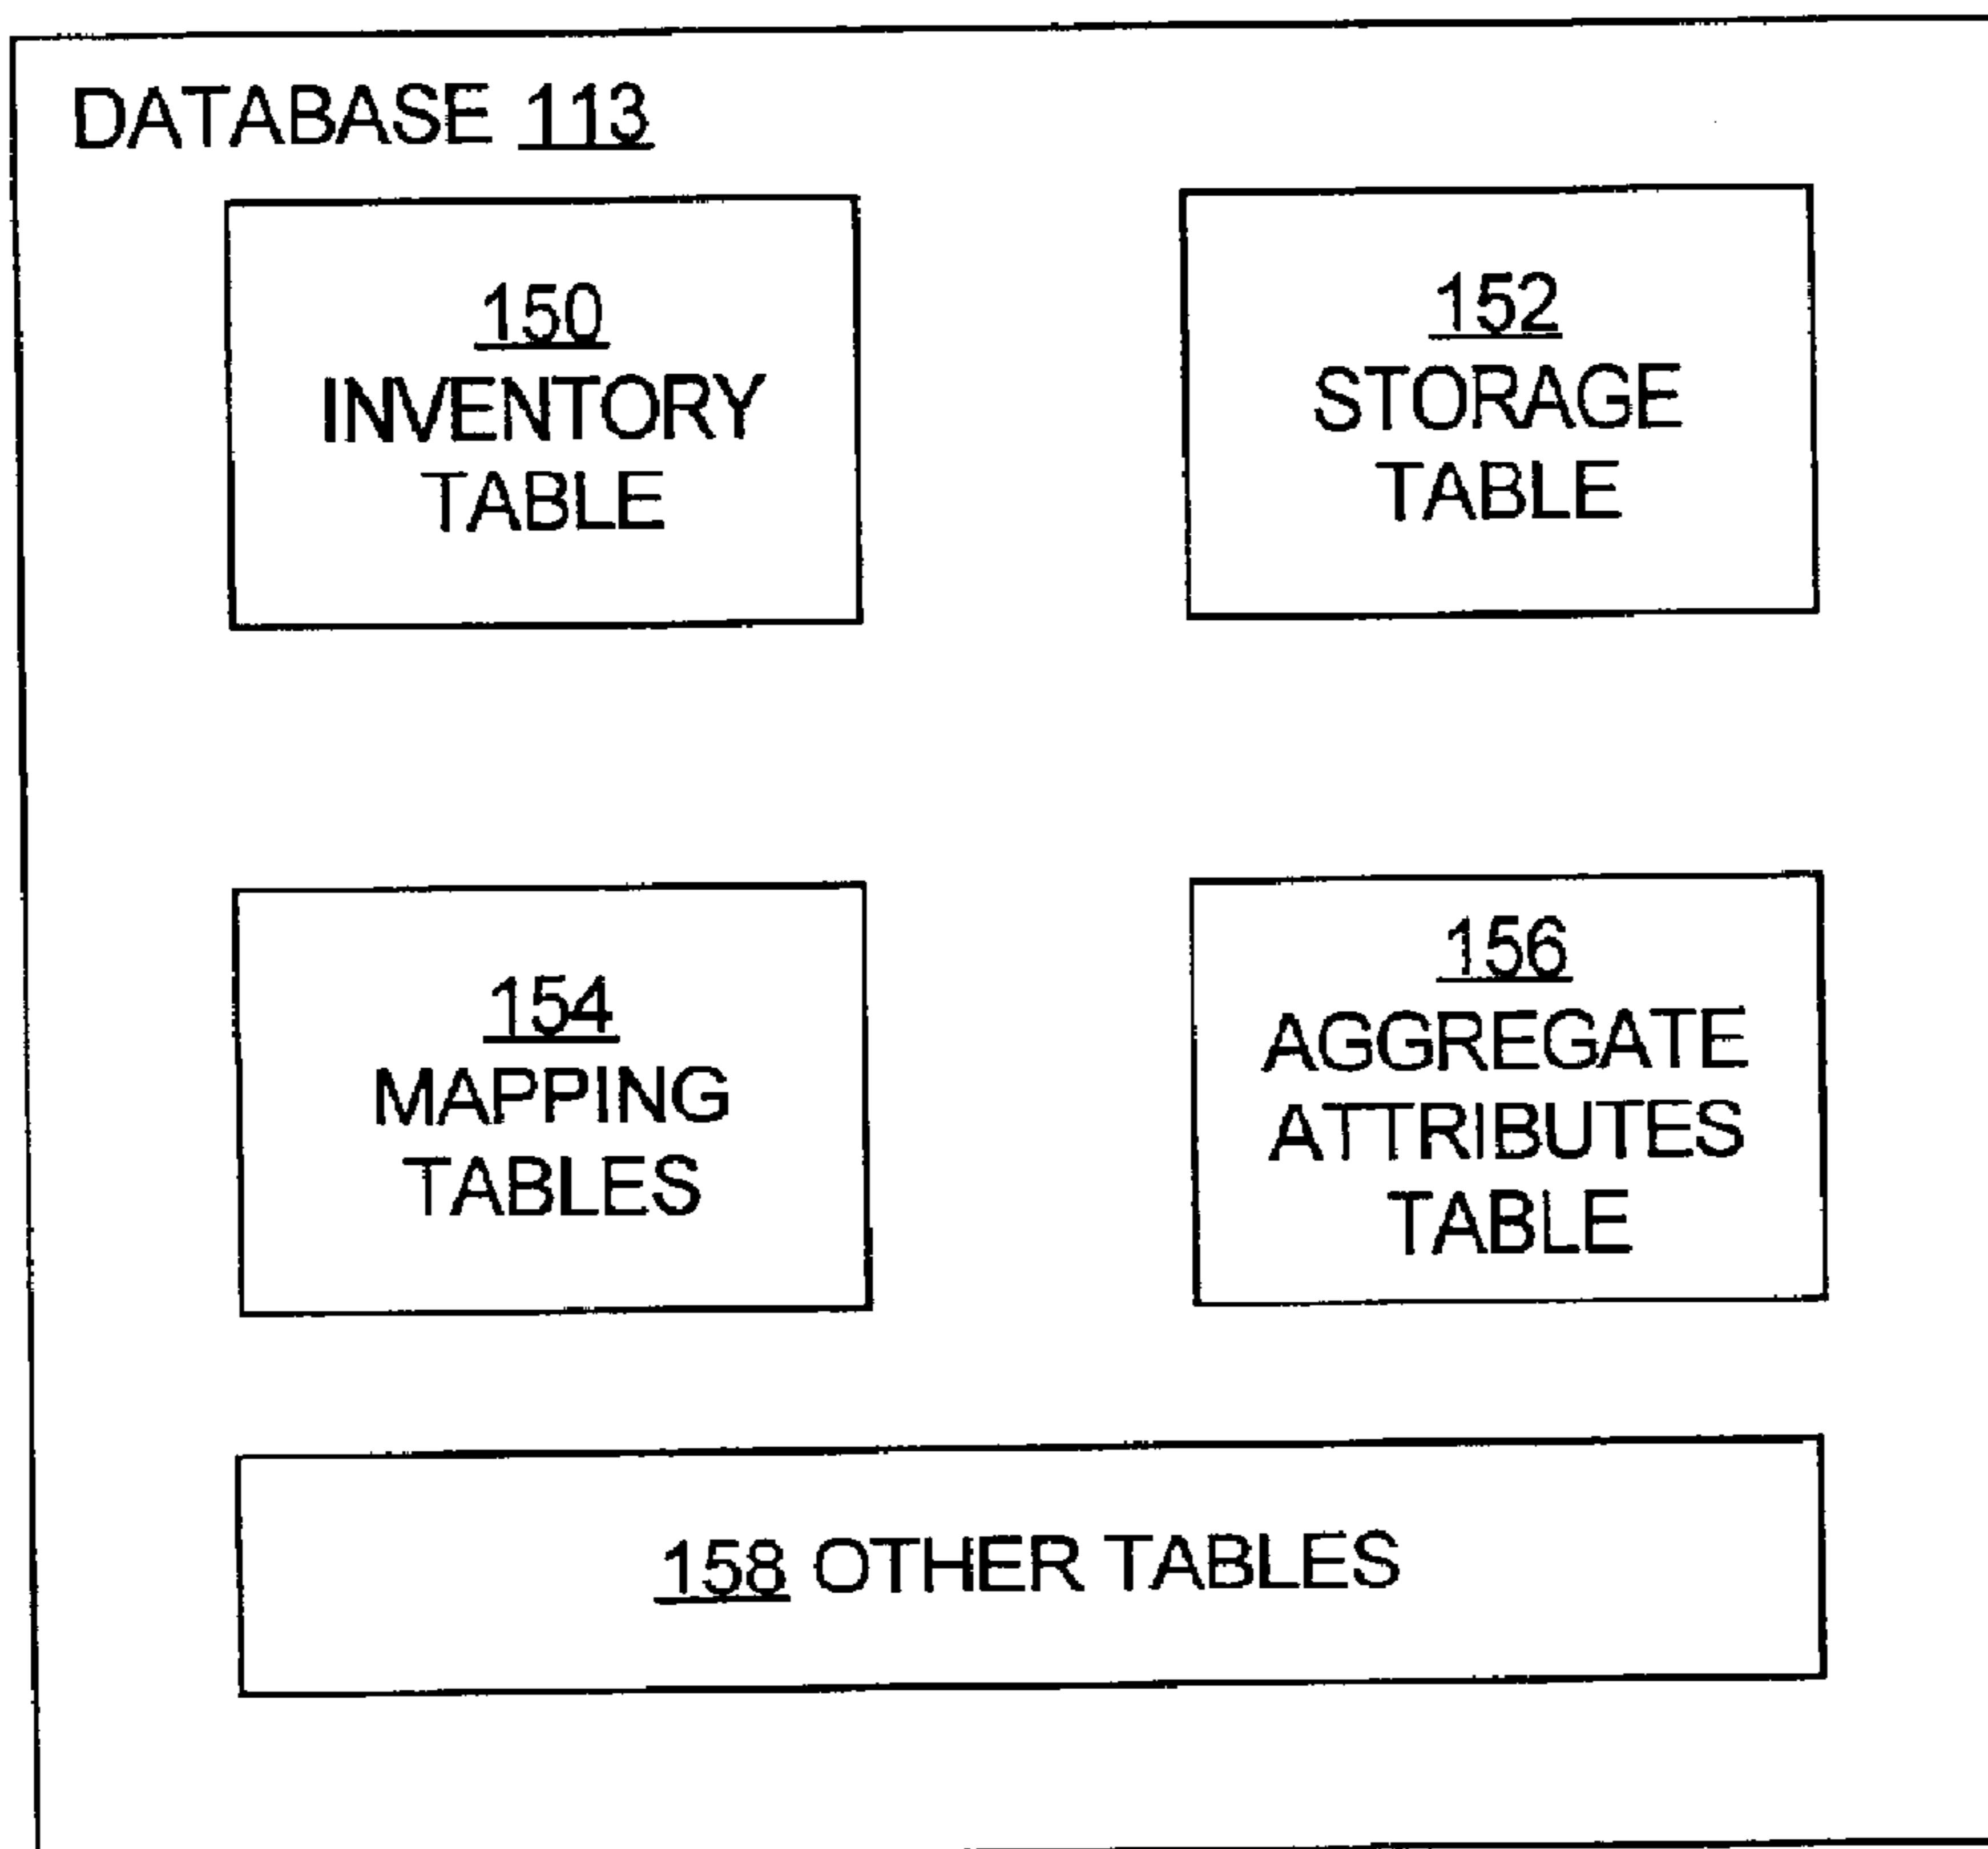 DATABASE 113
150
INVENTORY
TABLE
152
STORAGE
TABLE
154
MAPPING
TABLES
156
AGGREGATE
ATTRIBUTES
TABLE
158 OTHER TABLES